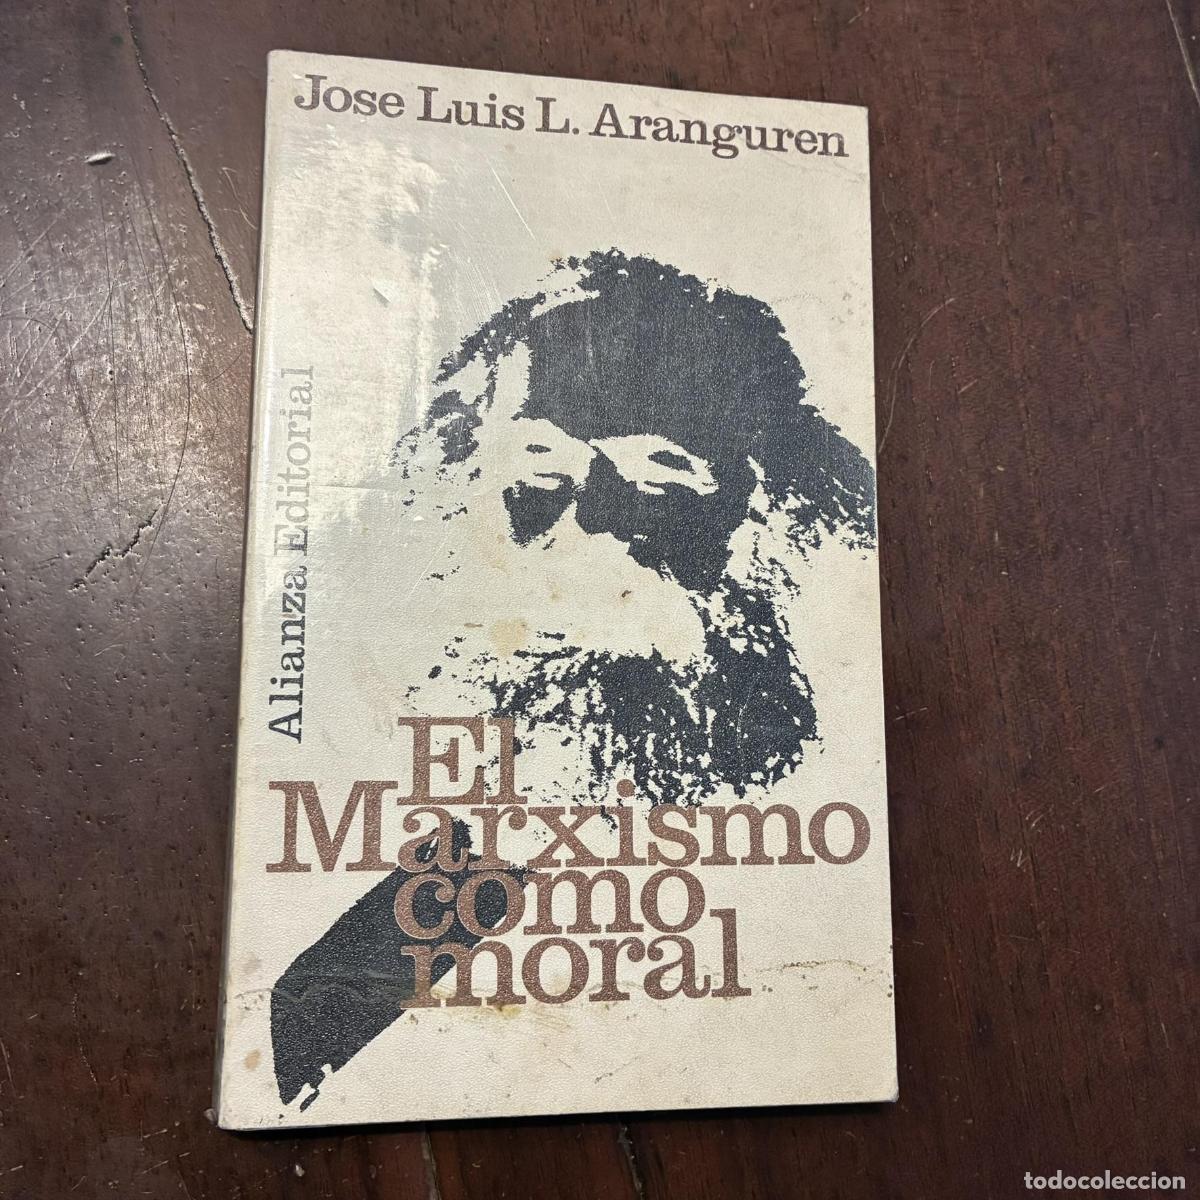 Jose Luis L. Aranguren
Alianza Editorial
El
Marxismo
como
moral
todocoleccion